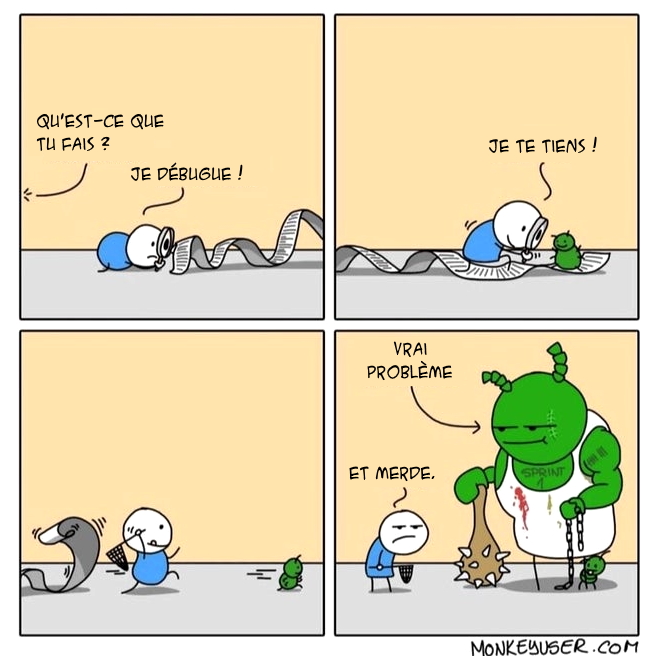 QU'EST-CE QUE
TU FAIS ?
JE DÉBUGUE !
JE TE TIENS !
VRAI
PROBLÈME
ET MERDE.
SPRINT
1
MONKEYUSER.COM